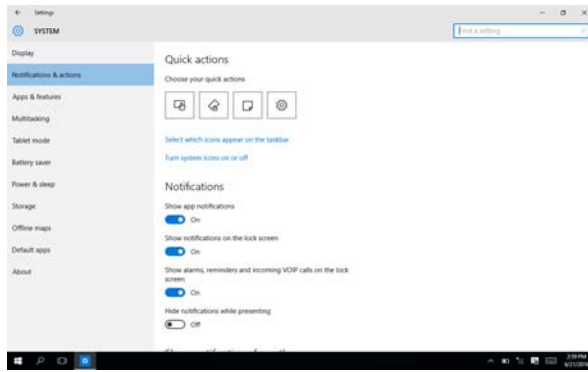 Settings
SYSTEM
Find a setting
Display
Notifications & actions
Apps & features
Multitasking
Tablet mode
Battery saver
Power & sleep
Storage
Offline maps
Default apps
About
Quick actions
Choose your quick actions
Select which icons appear on the taskbar
Turn system icons on or off
Notifications
Show app notifications
On
Show notifications on the lock screen
On
Show alarms, reminders and incoming VOIP calls on the lock
screen
On
Hide notifications while presenting
Off
2:59 PM